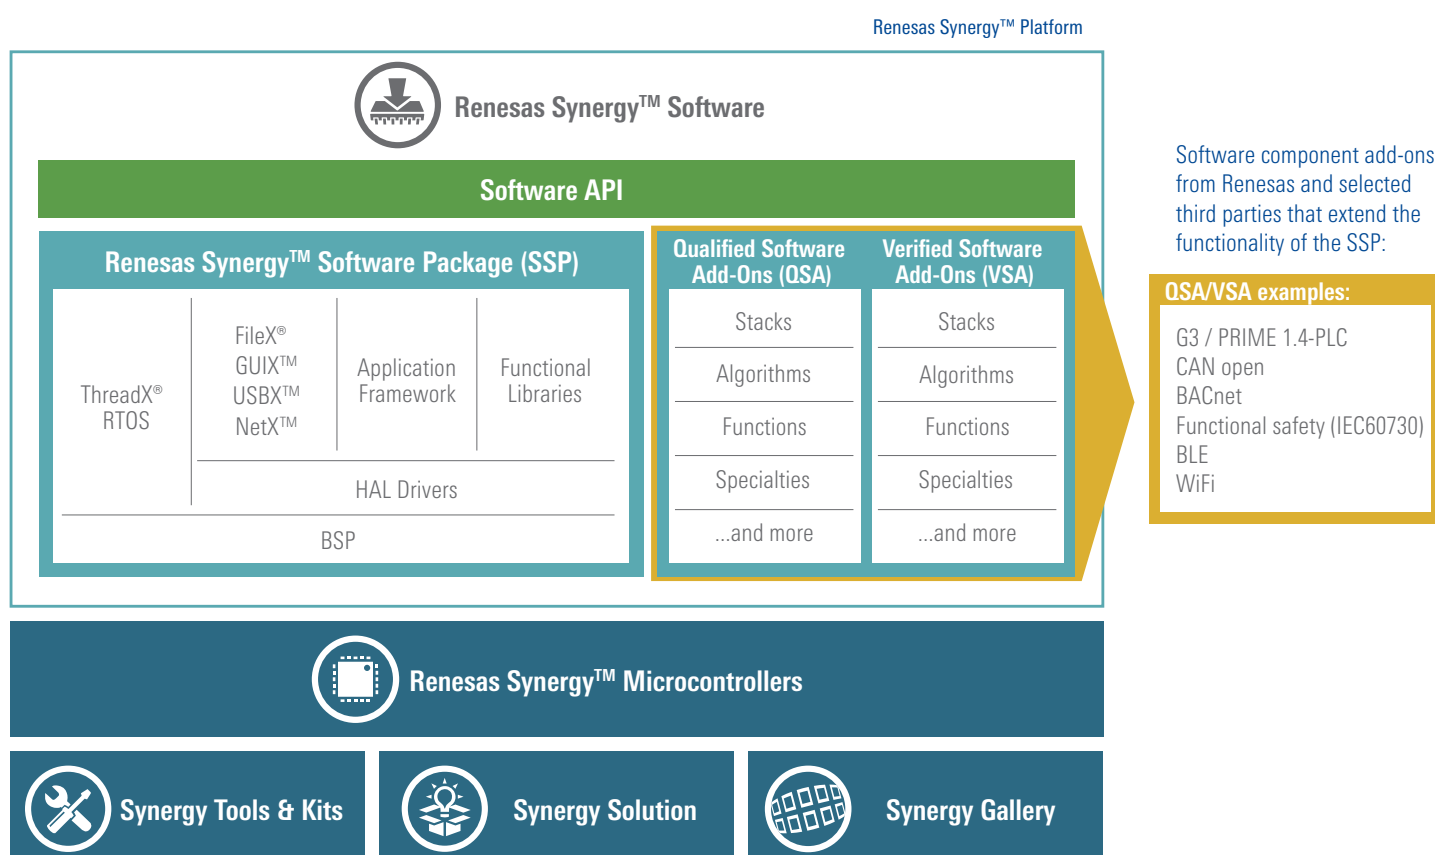 Renesas Synergy™ Platform
Renesas Synergy™ Software
Software API
Renesas Synergy™ Software Package (SSP)
ThreadX®
RTOS
FileX®
GUIX™
USBX™
NetX™
Application
Framework
Functional
Libraries
HAL Drivers
BSP
Qualified Software
Add-Ons (QSA)
Stacks
Algorithms
Functions
Specialties
...and more
Verified Software
Add-Ons (VSA)
Stacks
Algorithms
Functions
Specialties
...and more
Software component add-ons
from Renesas and selected
third parties that extend the
functionality of the SSP:
QSA/VSA examples:
G3 / PRIME 1.4-PLC
CAN open
BACnet
Functional safety (IEC60730)
BLE
WiFi
Renesas Synergy™ Microcontrollers
Synergy Tools & Kits
Synergy Solution
Synergy Gallery